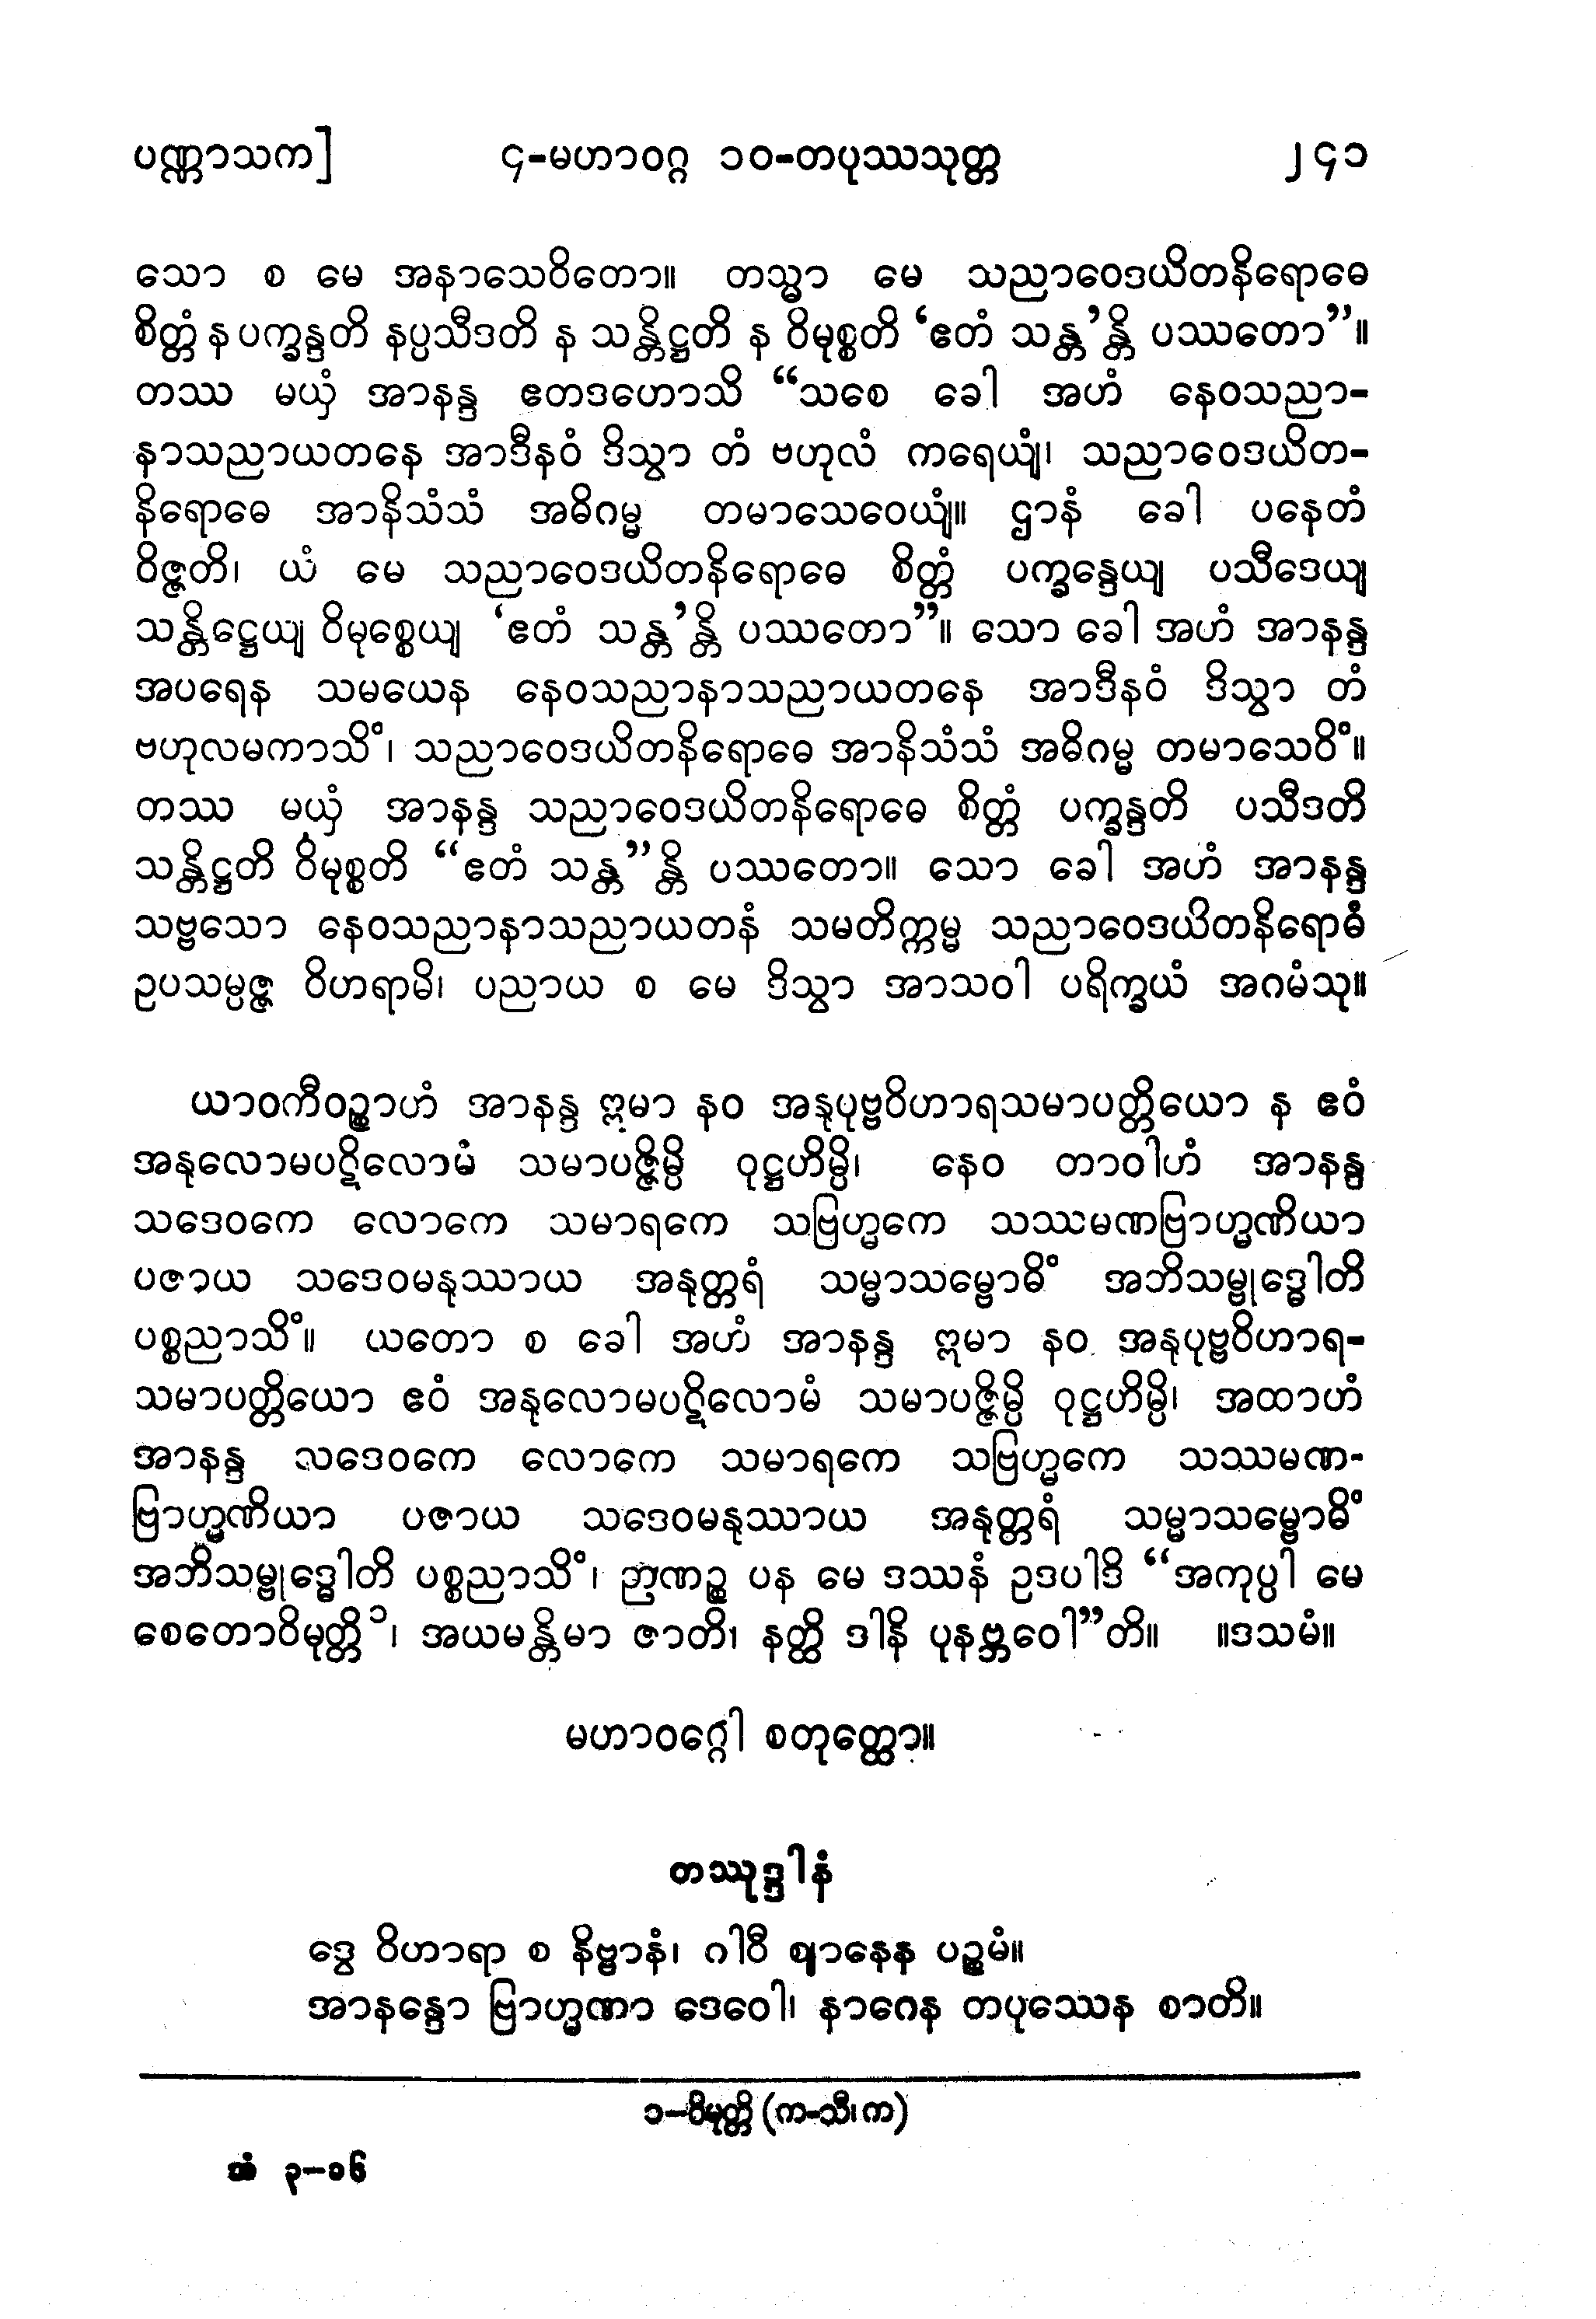 ပဏ္ဏာသက]	၄-မဟာဝဂ္ဂ ၁၀-တပုဿသုတ္တ	၂၄၁
သော စ မေ အနာသေဝိတော။ တသ္မာ မေ သညာဝေဒယိတနိရောဓေ
စိတ္တံ န ပက္ခန္ဒတိ နပ္ပသီဒတိ န သန္တိဋ္ဌတိ န ဝိမုစ္စတိ ‘ဧတံ သန္တ’န္တိ ပဿတော”။
တဿ မယှံ အာနန္ဒ ဧတဒဟောသိ “သစေ ခေါ အဟံ နေဝသညာ-
နာသညာယတနေ အာဒီနဝံ ဒိသွာ တံ ဗဟုလံ ကရေယျံ၊ သညာဝေဒယိတ-
နိရောဓေ အာနိသံသံ အဓိဂမ္မ တမာသေဝေယျံ။ ဌာနံ ခေါ ပနေတံ
ဝိဇ္ဇတိ၊ ယံ မေ သညာဝေဒယိတနိရောဓေ စိတ္တံ ပက္ခန္ဒေယျ ပသီဒေယျ
သန္တိဋ္ဌေယျ ဝိမုစ္စေယျ ‘ဧတံ သန္တ’န္တိ ပဿတော”။ သော ခေါ အဟံ အာနန္ဒ
အပရေန သမယေန နေဝသညာနာသညာယတနေ အာဒီနဝံ ဒိသွာ တံ
ဗဟုလမကာသိံ၊ သညာဝေဒယိတနိရောဓေ အာနိသံသံ အဓိဂမ္မ တမာသေဝိံ။
တဿ မယှံ အာနန္ဒ သညာဝေဒယိတနိရောဓေ စိတ္တံ ပက္ခန္ဒတိ ပသီဒတိ
သန္တိဋ္ဌတိ ဝိမုစ္စတိ “ဧတံ သန္တ”န္တိ ပဿတော။ သော ခေါ အဟံ အာနန္ဒ
သဗ္ဗသော နေဝသညာနာသညာယတနံ သမတိက္ကမ္မ သညာဝေဒယိတနိရောဓံ
ဥပသမ္ပဇ္ဇ ဝိဟရာမိ၊ ပညာယ စ မေ ဒိသွာ အာသဝါ ပရိက္ခယံ အဂမံသု။
ယာဝကီဝဉ္စာဟံ အာနန္ဒ ဣမာ နဝ အနုပုဗ္ဗဝိဟာရသမာပတ္တိယော န ဧဝံ
အနုလောမပဋိလောမံ သမာပဇ္ဇိမ္ပိ ဝုဋ္ဌဟိမ္ပိ၊ နေဝ တာဝါဟံ အာနန္ဒ
သဒေဝကေ လောကေ သမာရကေ သဗြဟ္မကေ သဿမဏဗြာဟ္မဏိယာ
ပဇာယ သဒေဝမနုဿာယ အနုတ္တရံ သမ္မာသမ္ဗောဓိံ အဘိသမ္ဗုဒ္ဓေါတိ
ပစ္စညာသိံ။ ယတော စ ခေါ အဟံ အာနန္ဒ ဣမာ နဝ အနုပုဗ္ဗဝိဟာရ-
သမာပတ္တိယော ဧဝံ အနုလောမပဋိလောမံ သမာပဇ္ဇိမ္ပိ ဝုဋ္ဌဟိမ္ပိ၊ အထာဟံ
အာနန္ဒ သဒေဝကေ လောကေ သမာရကေ သဗြဟ္မကေ သဿမဏ-
ဗြာဟ္မဏိယာ ပဇာယ သဒေဝမနုဿာယ အနုတ္တရံ သမ္မာသမ္ဗောဓိံ
အဘိသမ္ဗုဒ္ဓေါတိ ပစ္စညာသိံ၊ ဉာဏဉ္စ ပန မေ ဒဿနံ ဥဒပါဒိ “အကုပ္ပါ မေ
စေတောဝိမုတ္တိ၁၊ အယမန္တိမာ ဇာတိ၊ နတ္ထိ ဒါနိ ပုနဗ္ဘဝေါ”တိ။ ။ဒသမံ။
မဟာဝဂ္ဂေါ စတုတ္ထော။
တဿုဒ္ဒါနံ
ဒွေ ဝိဟာရာ စ နိဗ္ဗာနံ၊ ဂါဝီ ဈာနေန ပဉ္စမံ။
အာနန္ဒော ဗြာဟ္မဏာ ဒေဝေါ၊ နာဂေန တပုဿေန စာတိ။
၁-ဝိမုတ္တိ (က-သီ၊ က)
အံ ၃-၁၆